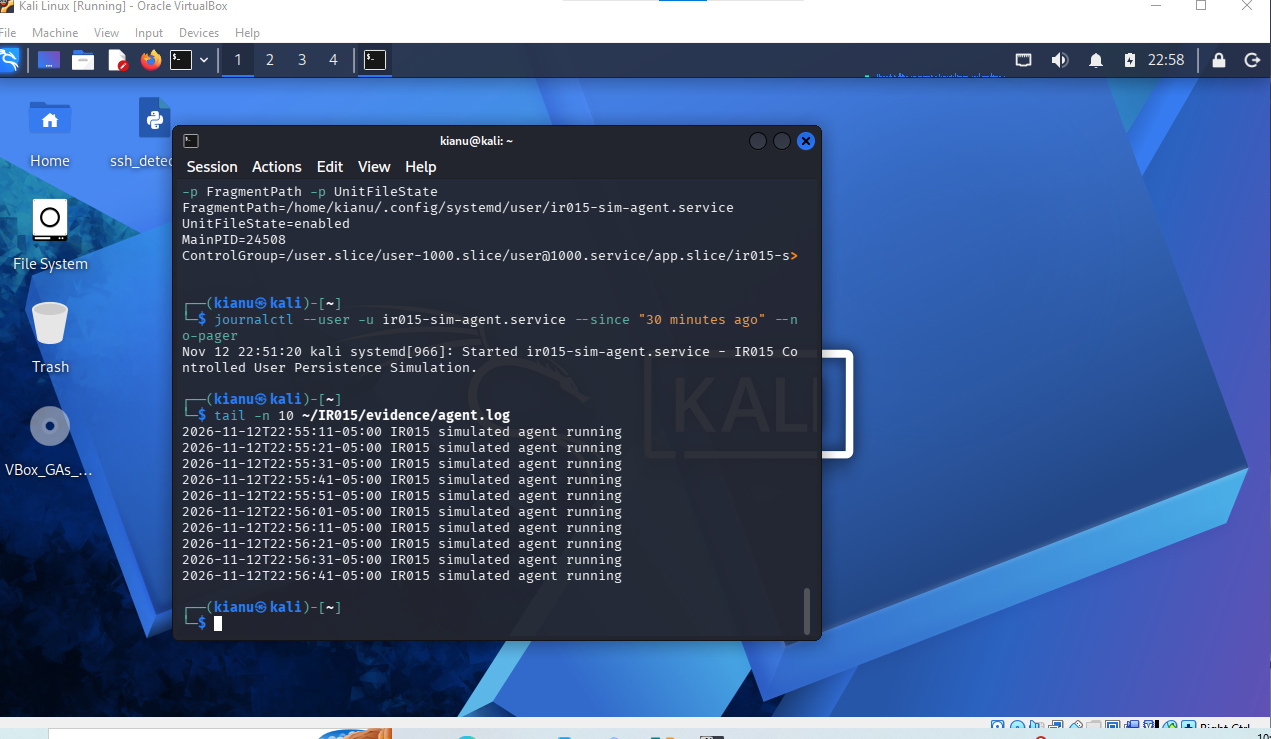 Kali Linux [Running] - Oracle VirtualBox
File Machine View Input Devices Help
1 2 3 4
22:58
Home
ssh_detec
File System
Trash
VBox_GAs_...
kianu@kali: ~
Session Actions Edit View Help
-p FragmentPath -p UnitFileState
FragmentPath=/home/kianu/.config/systemd/user/ir015-sim-agent.service
UnitFileState=enabled
MainPID=24508
ControlGroup=/user.slice/user-1000.slice/user@1000.service/app.slice/ir015-s>
┌──(kianu㉿kali)-[~]
└─$ journalctl --user -u ir015-sim-agent.service --since "30 minutes ago" --n
o-pager
Nov 12 22:51:20 kali systemd[966]: Started ir015-sim-agent.service - IR015 Co
ntrolled User Persistence Simulation.
┌──(kianu㉿kali)-[~]
└─$ tail -n 10 ~/IR015/evidence/agent.log
2026-11-12T22:55:11-05:00 IR015 simulated agent running
2026-11-12T22:55:21-05:00 IR015 simulated agent running
2026-11-12T22:55:31-05:00 IR015 simulated agent running
2026-11-12T22:55:41-05:00 IR015 simulated agent running
2026-11-12T22:55:51-05:00 IR015 simulated agent running
2026-11-12T22:56:01-05:00 IR015 simulated agent running
2026-11-12T22:56:11-05:00 IR015 simulated agent running
2026-11-12T22:56:21-05:00 IR015 simulated agent running
2026-11-12T22:56:31-05:00 IR015 simulated agent running
2026-11-12T22:56:41-05:00 IR015 simulated agent running
┌──(kianu㉿kali)-[~]
└─$
KALI
Right Ctrl